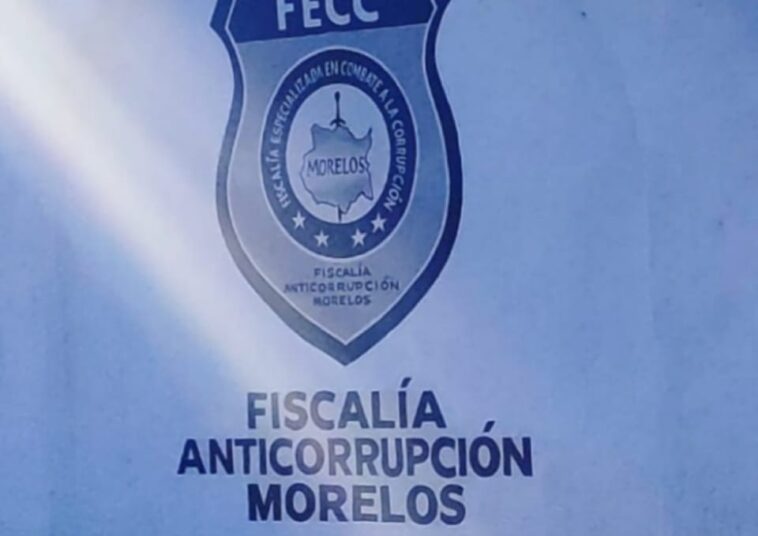 FECC
FISCALÍA ESPECIALIZADA EN COMBATE A LA CORRUPCIÓN
MORELOS
FISCALÍA
ANTICORRUPCIÓN
MORELOS
FISCALÍA
ANTICORRUPCIÓN
MORELOS